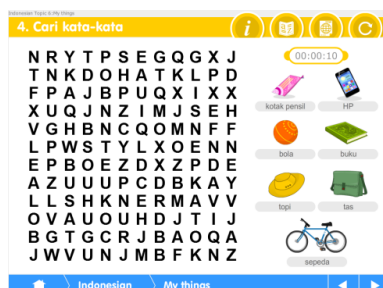 Indonesian Topic 6 My things
4. Cari kata-kata
00:00:10
N R Y T P S E G Q G X J
T N K D O H A T K L P D
F P A J B P U Q X I X X
X U Q J N Z I M J S E H
V G H B N C Q O M N F F
L P W S T Y L X O E N N
E P B O E Z D X Z P D E
A Z U U U P C D B K A Y
L L S H K N E R M A V V
O V A U O U H D J T I J
B G T G C R J B A O Q A
J W V U N J M B F K N Z
kotak pensil
HP
bola
buku
topi
tas
sepeda
Indonesian
My things